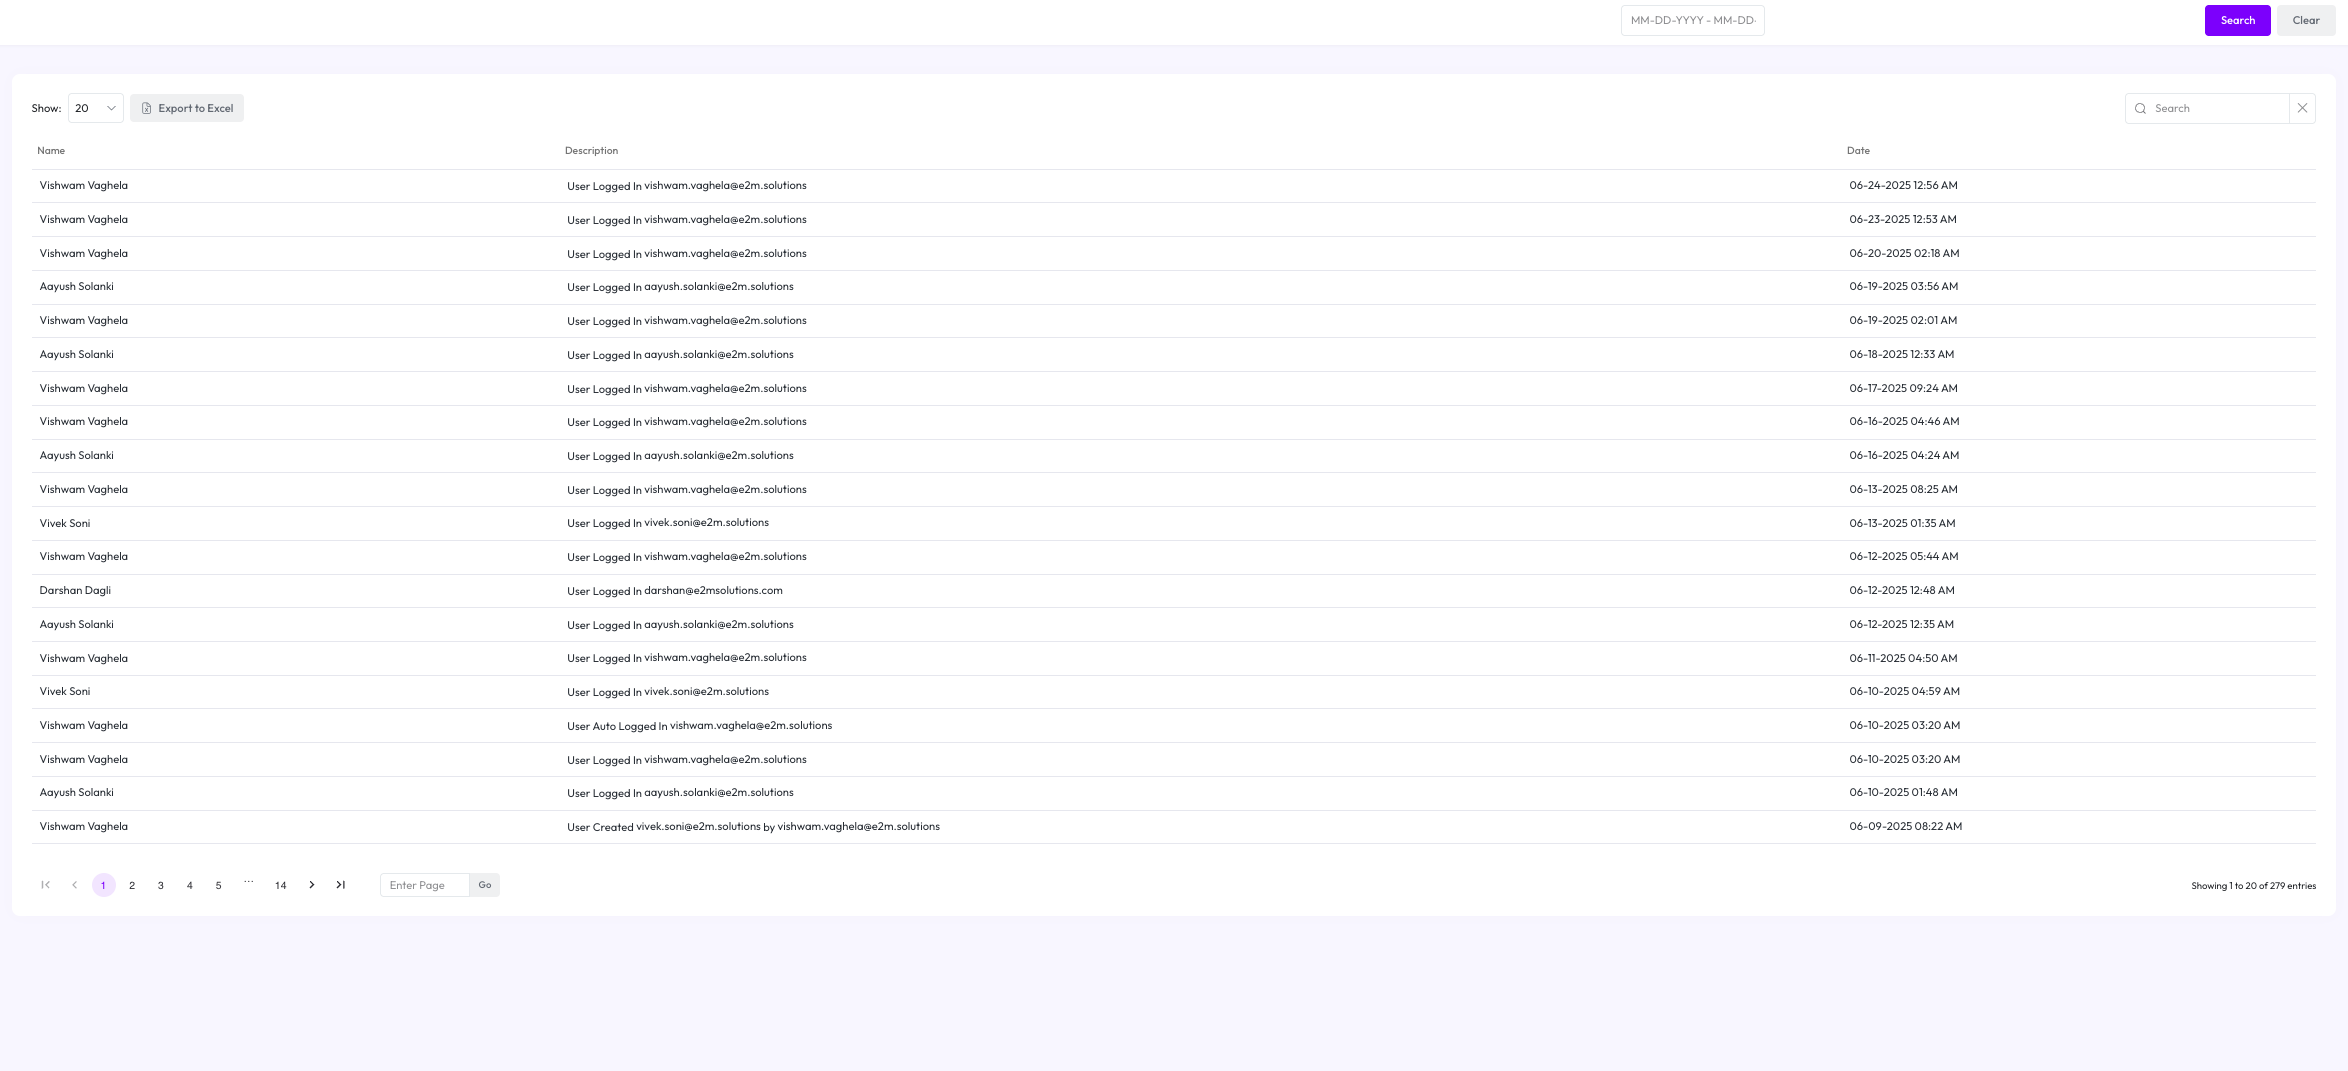 MM-DD-YYYY - MM-DD- Search Clear
Show: 20 Export to Excel Search
Name Description Date
Vishwam Vaghela User Logged In vishwam.vaghela@e2m.solutions 06-24-2025 12:56 AM
Vishwam Vaghela User Logged In vishwam.vaghela@e2m.solutions 06-23-2025 12:53 AM
Vishwam Vaghela User Logged In vishwam.vaghela@e2m.solutions 06-20-2025 02:18 AM
Aayush Solanki User Logged In aayush.solanki@e2m.solutions 06-19-2025 03:56 AM
Vishwam Vaghela User Logged In vishwam.vaghela@e2m.solutions 06-19-2025 02:01 AM
Aayush Solanki User Logged In aayush.solanki@e2m.solutions 06-18-2025 12:33 AM
Vishwam Vaghela User Logged In vishwam.vaghela@e2m.solutions 06-17-2025 09:24 AM
Vishwam Vaghela User Logged In vishwam.vaghela@e2m.solutions 06-16-2025 04:46 AM
Aayush Solanki User Logged In aayush.solanki@e2m.solutions 06-16-2025 04:24 AM
Vishwam Vaghela User Logged In vishwam.vaghela@e2m.solutions 06-13-2025 08:25 AM
Vivek Soni User Logged In vivek.soni@e2m.solutions 06-13-2025 01:35 AM
Vishwam Vaghela User Logged In vishwam.vaghela@e2m.solutions 06-12-2025 05:44 AM
Darshan Dagli User Logged In darshan@e2msolutions.com 06-12-2025 12:48 AM
Aayush Solanki User Logged In aayush.solanki@e2m.solutions 06-12-2025 12:35 AM
Vishwam Vaghela User Logged In vishwam.vaghela@e2m.solutions 06-11-2025 04:50 AM
Vivek Soni User Logged In vivek.soni@e2m.solutions 06-10-2025 04:59 AM
Vishwam Vaghela User Auto Logged In vishwam.vaghela@e2m.solutions 06-10-2025 03:20 AM
Vishwam Vaghela User Logged In vishwam.vaghela@e2m.solutions 06-10-2025 03:20 AM
Aayush Solanki User Logged In aayush.solanki@e2m.solutions 06-10-2025 01:48 AM
Vishwam Vaghela User Created vivek.soni@e2m.solutions by vishwam.vaghela@e2m.solutions 06-09-2025 08:22 AM
1 2 3 4 5 ... 14 Enter Page Go Showing 1 to 20 of 279 entries